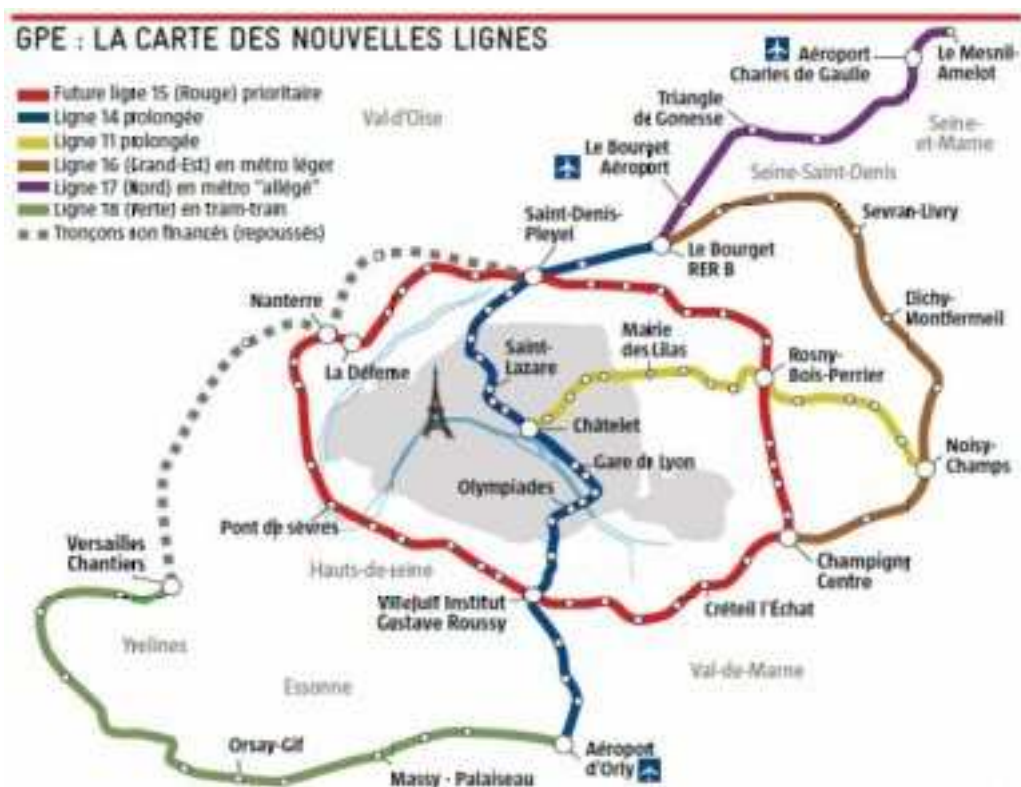 GPE : LA CARTE DES NOUVELLES LIGNES
Future ligne 15 (Rouge) prioritaire
Ligne 14 prolongée
Ligne 11 prolongée
Ligne 16 (Grand-Est) en métro léger
Ligne 17 (Nord) en métro "allégé"
Ligne 18 (Verte) en tram-train
Tronçons non financés (repoussés)
Val-d'Oise
Aéroport
Charles de Gaulle
Le Mesnil-
Amelot
Triangle
de Gonesse
Seine-
et-Marne
Le Bourget
Aéroport
Seine-Saint-Denis
Saint-Denis-
Pleyel
Sevran-Livry
Le Bourget
RER B
Nanterre
La Défense
Saint-
Lazare
Mairie
des Lilas
Dichy-
Montfermeil
Rosny-
Bois-Perrier
Châtelet
Gare de Lyon
Olympiades
Noisy-
Champs
Pont de sèvres
Versailles
Chantiers
Hauts-de-seine
Champigny
Centre
Villejuif Institut
Gustave Roussy
Créteil l'Échat
Yvelines
Essonne
Val-de-Marne
Orsay-Gif
Massy - Palaiseau
Aéropot
d'Orly